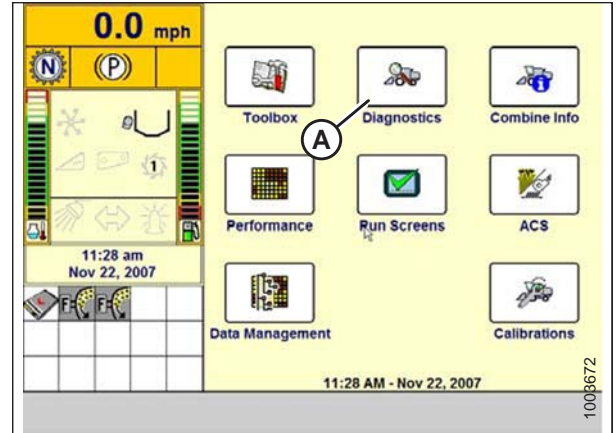 0.0 mph
N
(P)
1
11:28 am
Nov 22, 2007
F
F
Toolbox
Diagnostics
Combine Info
A
Performance
Run Screens
ACS
Data Management
Calibrations
11:28 AM - Nov 22, 2007
1003672